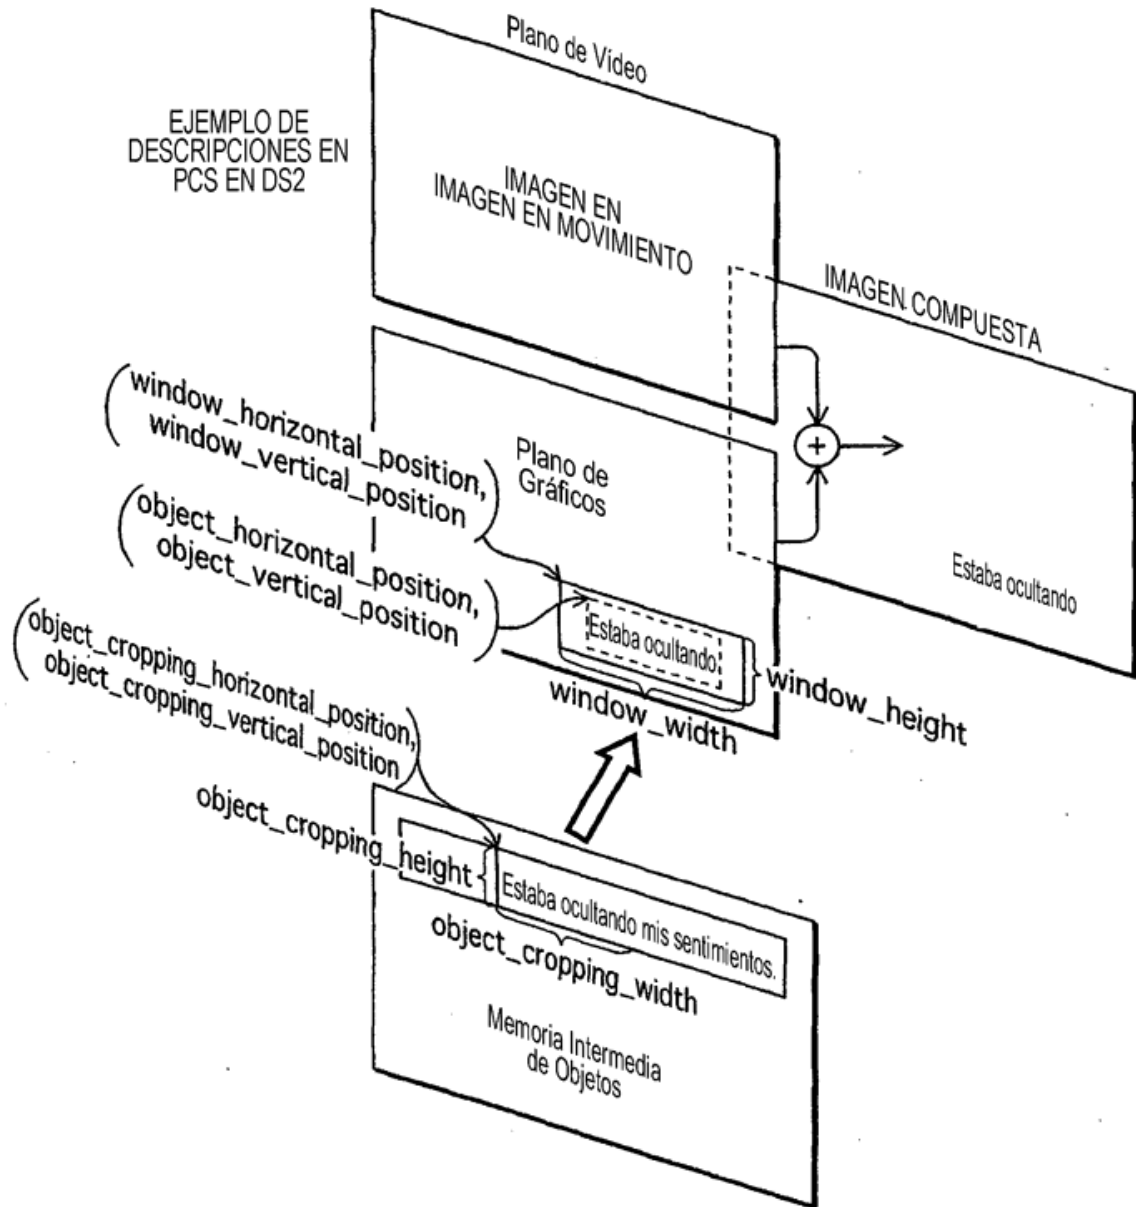 Plano de Vídeo
EJEMPLO DE
DESCRIPCIONES EN
PCS EN DS2
IMAGEN EN
IMAGEN EN MOVIMIENTO
IMAGEN COMPUESTA
(window_horizontal_position,
window_vertical_position)
Plano de
Gráficos
+
(object_horizontal_position,
object_vertical_position)
Estaba ocultando
Estaba ocultando
window_height
window_width
(object_cropping_horizontal_position,
object_cropping_vertical_position)
object_cropping_height
Estaba ocultando mis sentimientos.
object_cropping_width
Memoria Intermedia
de Objetos